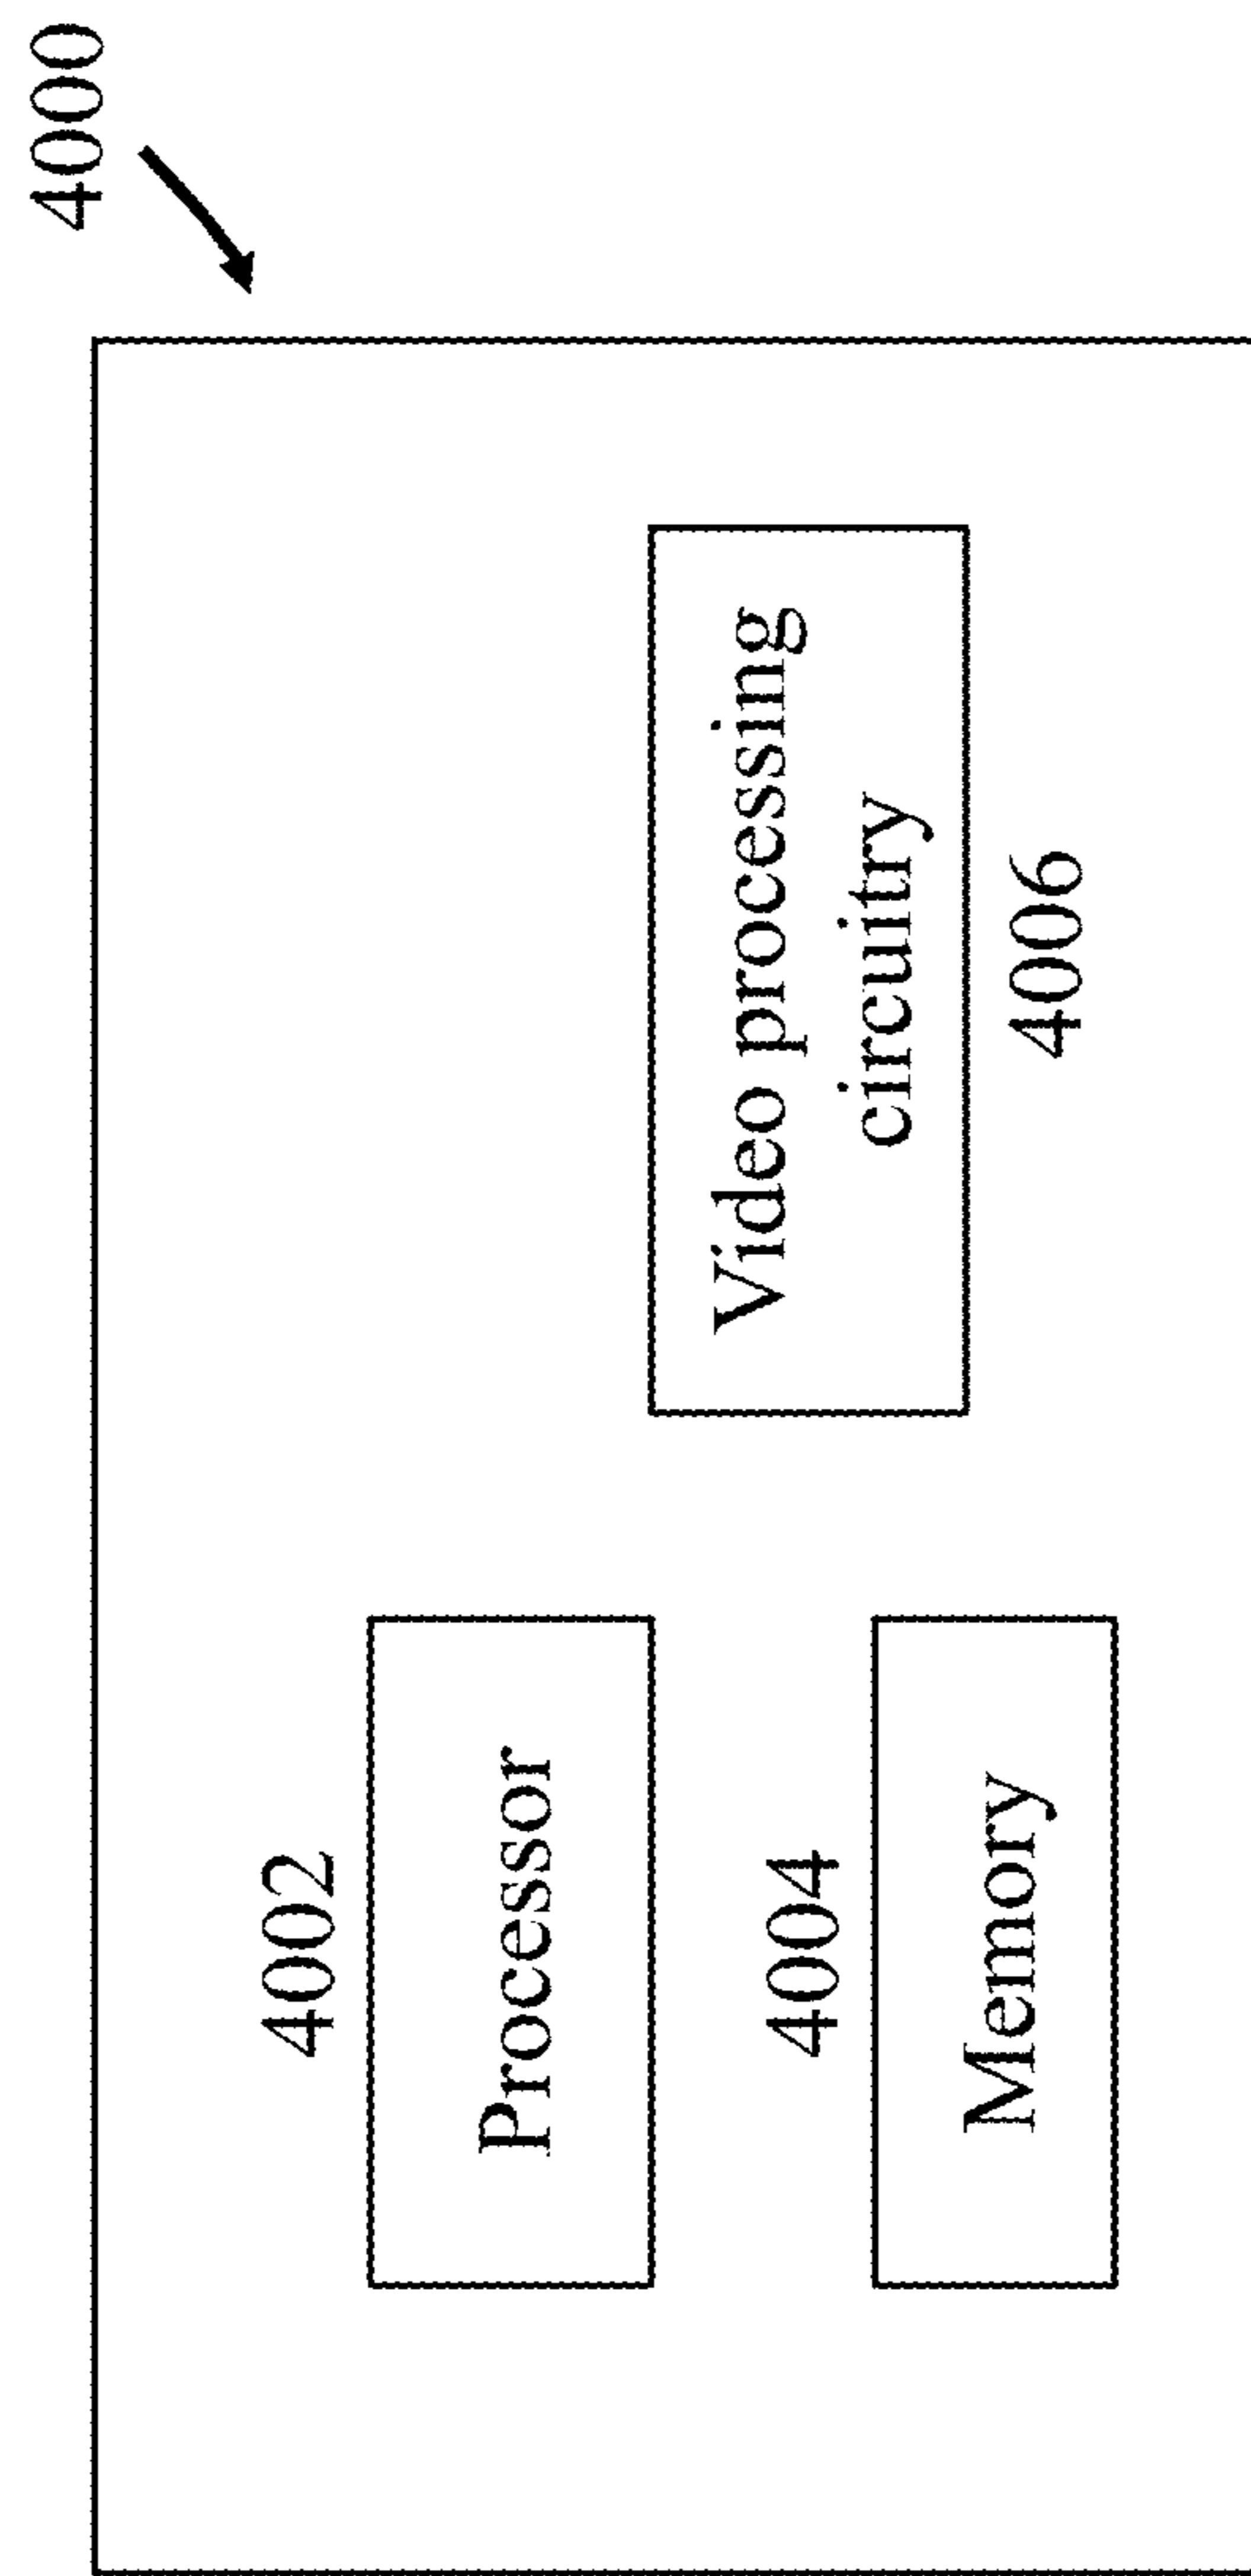 4000
4002
Processor
4004
Memory
Video processing
circuitry
4006